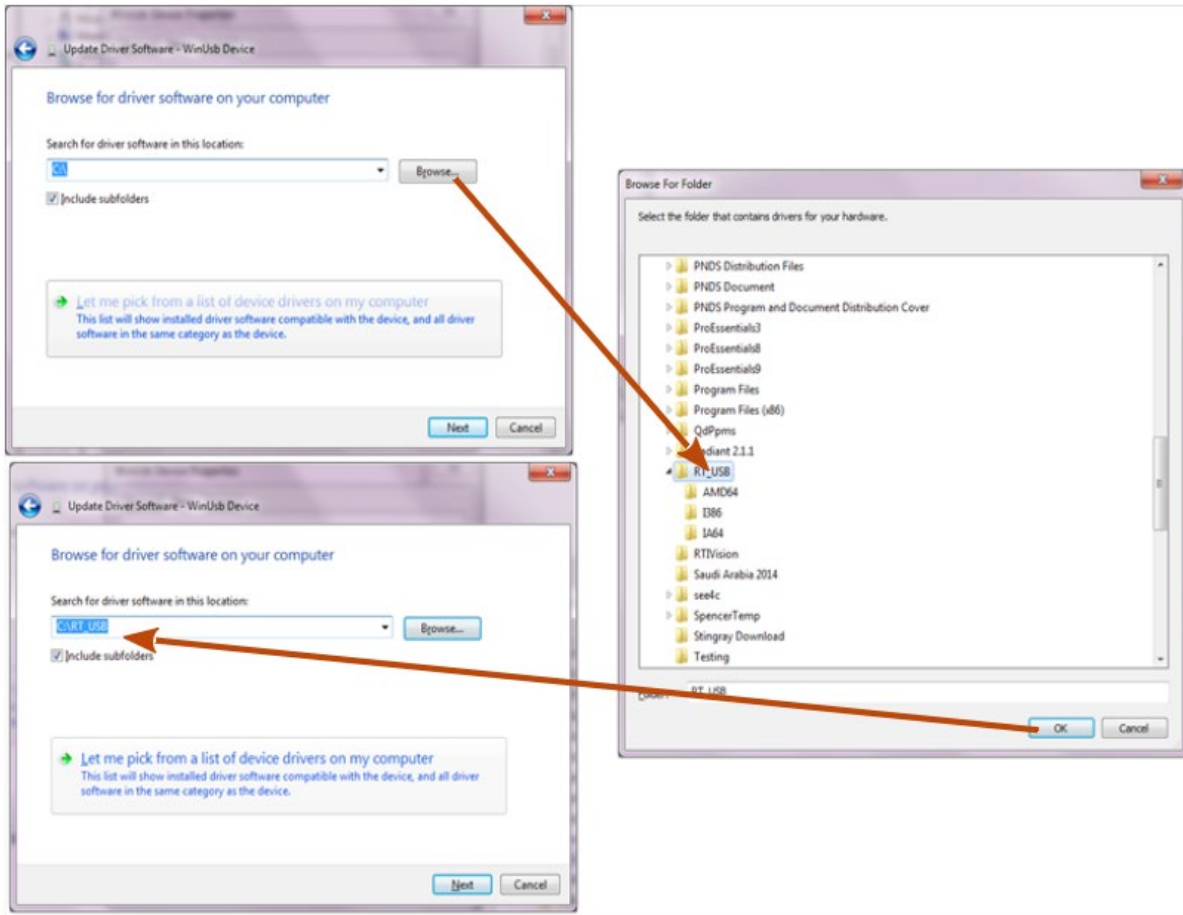 Update Driver Software - WinUsb Device
Browse for driver software on your computer
Search for driver software in this location:
C:\
Browse...
Include subfolders
Let me pick from a list of device drivers on my computer
This list will show installed driver software compatible with the device, and all driver
software in the same category as the device.
Next
Cancel
Browse For Folder
Select the folder that contains drivers for your hardware.
PNDS Distribution Files
PNDS Document
PNDS Program and Document Distribution Cover
ProEssentials3
ProEssentials8
ProEssentials9
Program Files
Program Files (x86)
QdPpms
2.1.1
RT_USB
AMD64
I386
IA64
RTIVision
Saudi Arabia 2014
see4c
SpencerTemp
Stingray Download
Testing
RT_USB
OK
Cancel
Update Driver Software - WinUsb Device
Browse for driver software on your computer
Search for driver software in this location:
C:\RT_USB
Browse...
Include subfolders
Let me pick from a list of device drivers on my computer
This list will show installed driver software compatible with the device, and all driver
software in the same category as the device.
Next
Cancel